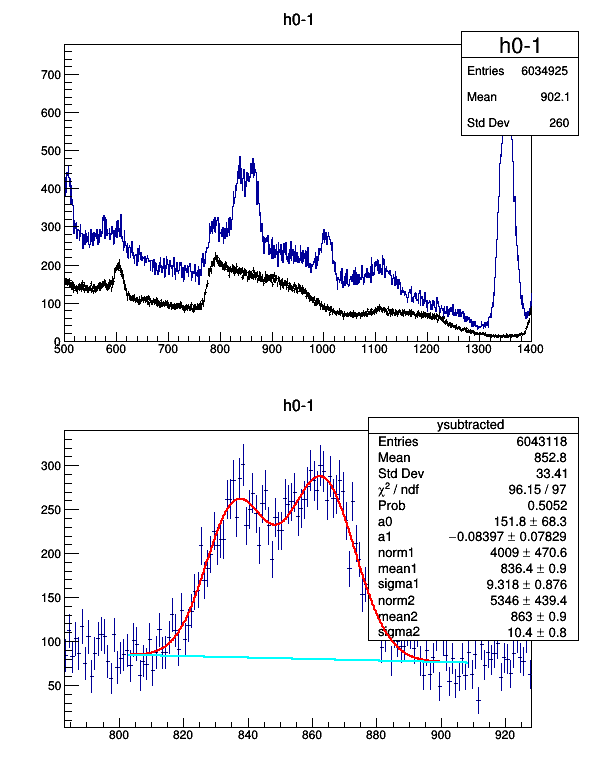 h0-1
h0-1
Entries 6034925
Mean 902.1
Std Dev 260
700
600
500
400
300
200
100
0
500 600 700 800 900 1000 1100 1200 1300 1400
h0-1
ysubtracted
Entries 6043118
Mean 852.8
Std Dev 33.41
χ² / ndf 96.15 / 97
Prob 0.5052
a0 151.8 ± 68.3
a1 −0.08397 ± 0.07829
norm1 4009 ± 470.6
mean1 836.4 ± 0.9
sigma1 9.318 ± 0.876
norm2 5346 ± 439.4
mean2 863 ± 0.9
sigma2 10.4 ± 0.8
300
250
200
150
100
50
800 820 840 860 880 900 920